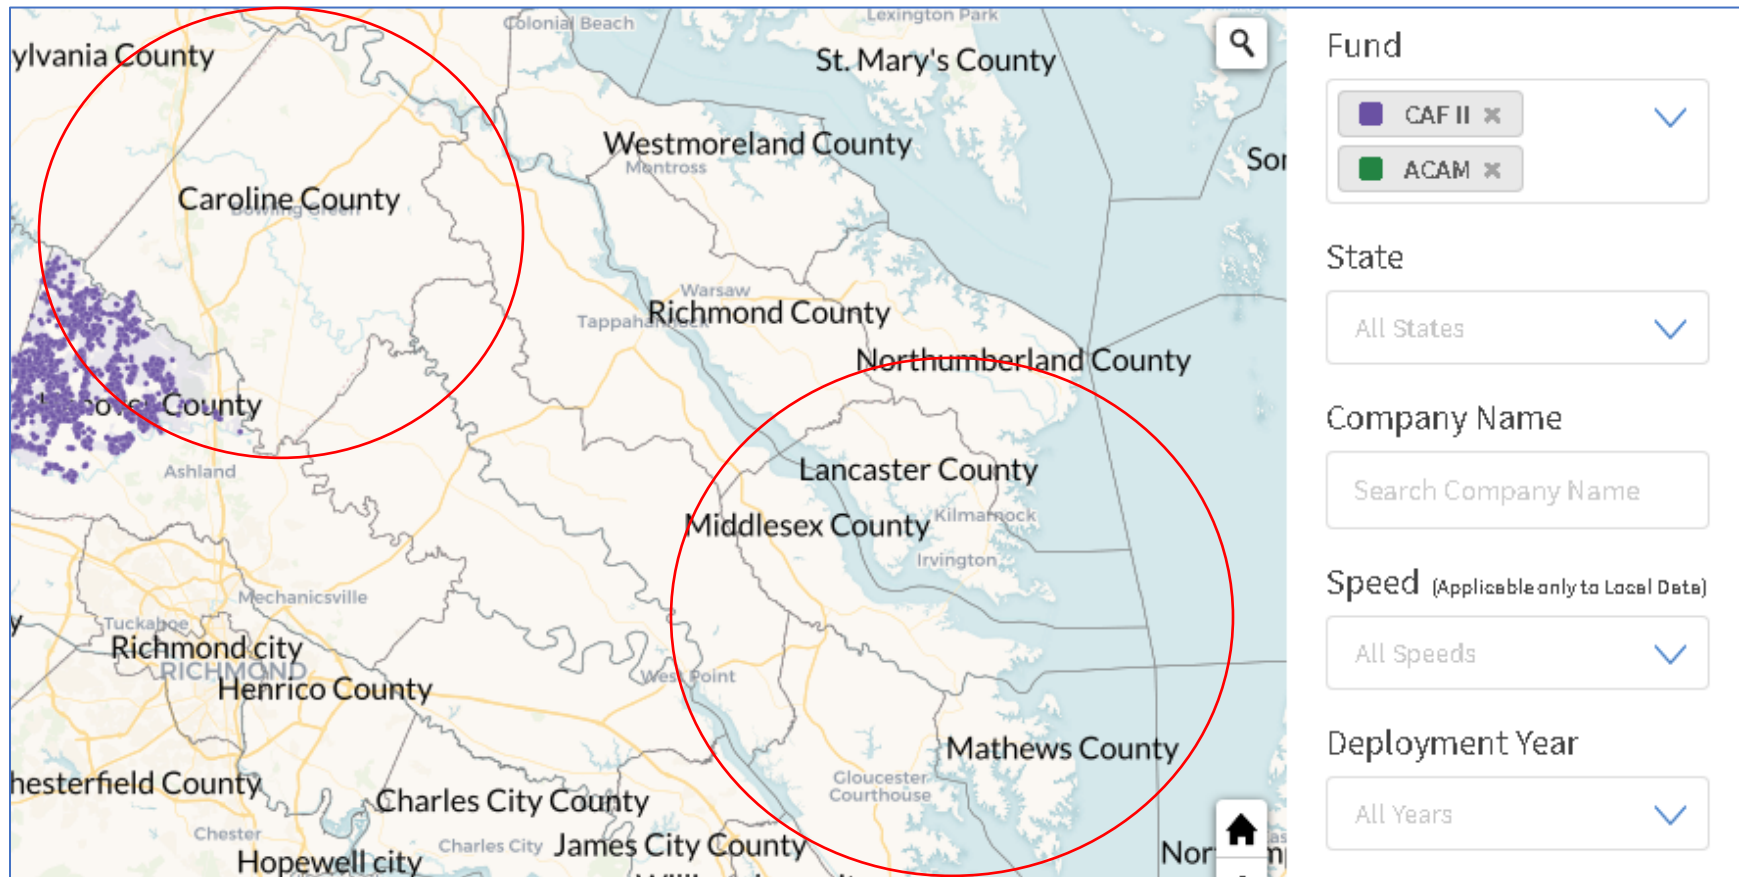 Colonial Beach
Lexington Park
ylvania County
St. Mary's County
Westmoreland County
Montross
Caroline County
Bowling Green
Warsaw
Richmond County
Tappahannock
Northumberland County
Hanover County
Ashland
Lancaster County
Middlesex County
Kilmarnock
Irvington
Mechanicsville
Tuckahoe
y
Richmond city
RICHMOND
Henrico County
West Point
Mathews County
hesterfield County
Gloucester
Courthouse
Charles City County
Chester
Charles City
James City County
Hopewell city
Fund
CAF II
ACAM
State
All States
Company Name
Search Company Name
Speed (Applicable only to Local Data)
All Speeds
Deployment Year
All Years